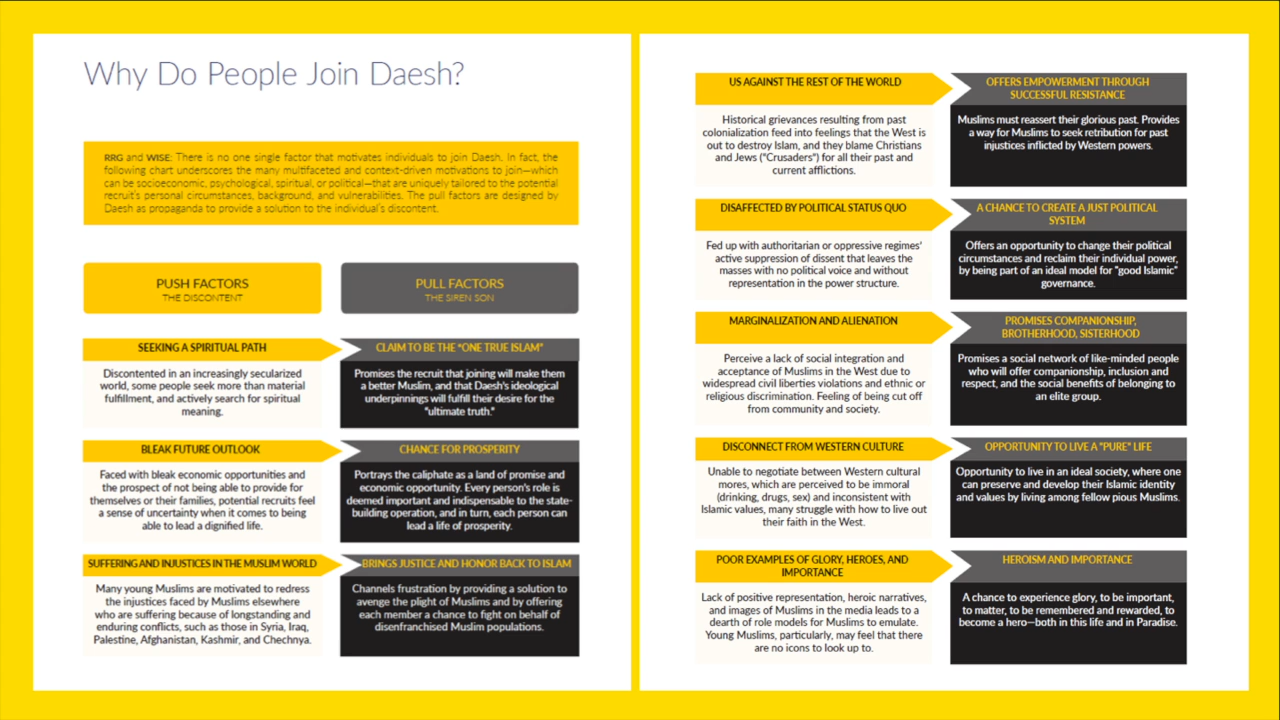 Why Do People Join Daesh?
RRG and WISE: There is no one single factor that motivates individuals to join Daesh. In fact, the
following chart underscores the many multifaceted and context-driven motivations to join—which
can be socioeconomic, psychological, spiritual, or political—that are uniquely tailored to the potential
recruit's personal circumstances, background, and vulnerabilities. The pull factors are designed by
Daesh as propaganda to provide a solution to the individual's discontent.
PUSH FACTORS
THE DISCONTENT
PULL FACTORS
THE SIREN SON
SEEKING A SPIRITUAL PATH
Discontented in an increasingly secularized
world, some people seek more than material
fulfillment, and actively search for spiritual
meaning.
CLAIM TO BE THE "ONE TRUE ISLAM"
Promises the recruit that joining will make them
a better Muslim, and that Daesh's ideological
underpinnings will fulfill their desire for the
"ultimate truth."
BLEAK FUTURE OUTLOOK
Faced with bleak economic opportunities and
the prospect of not being able to provide for
themselves or their families, potential recruits feel
a sense of uncertainty when it comes to being
able to lead a dignified life.
CHANCE FOR PROSPERITY
Portrays the caliphate as a land of promise and
economic opportunity. Every person's role is
deemed important and indispensable to the state-
building operation, and in turn, each person can
lead a life of prosperity.
SUFFERING AND INJUSTICES IN THE MUSLIM WORLD
Many young Muslims are motivated to redress
the injustices faced by Muslims elsewhere
who are suffering because of longstanding and
enduring conflicts, such as those in Syria, Iraq,
Palestine, Afghanistan, Kashmir, and Chechnya.
BRINGS JUSTICE AND HONOR BACK TO ISLAM
Channels frustration by providing a solution to
avenge the plight of Muslims and by offering
each member a chance to fight on behalf of
disenfranchised Muslim populations.
US AGAINST THE REST OF THE WORLD
Historical grievances resulting from past
colonialization feed into feelings that the West is
out to destroy Islam, and they blame Christians
and Jews ("Crusaders") for all their past and
current afflictions.
OFFERS EMPOWERMENT THROUGH
SUCCESSFUL RESISTANCE
Muslims must reassert their glorious past. Provides
a way for Muslims to seek retribution for past
injustices inflicted by Western powers.
DISAFFECTED BY POLITICAL STATUS QUO
Fed up with authoritarian or oppressive regimes'
active suppression of dissent that leaves the
masses with no political voice and without
representation in the power structure.
A CHANCE TO CREATE A JUST POLITICAL
SYSTEM
Offers an opportunity to change their political
circumstances and reclaim their individual power,
by being part of an ideal model for "good Islamic"
governance.
MARGINALIZATION AND ALIENATION
Perceive a lack of social integration and
acceptance of Muslims in the West due to
widespread civil liberties violations and ethnic or
religious discrimination. Feeling of being cut off
from community and society.
PROMISES COMPANIONSHIP,
BROTHERHOOD, SISTERHOOD
Promises a social network of like-minded people
who will offer companionship, inclusion and
respect, and the social benefits of belonging to
an elite group.
DISCONNECT FROM WESTERN CULTURE
Unable to negotiate between Western cultural
mores, which are perceived to be immoral
(drinking, drugs, sex) and inconsistent with
Islamic values, many struggle with how to live out
their faith in the West.
OPPORTUNITY TO LIVE A "PURE" LIFE
Opportunity to live in an ideal society, where one
can preserve and develop their Islamic identity
and values by living among fellow pious Muslims.
POOR EXAMPLES OF GLORY, HEROES, AND
IMPORTANCE
Lack of positive representation, heroic narratives,
and images of Muslims in the media leads to a
dearth of role models for Muslims to emulate.
Young Muslims, particularly, may feel that there
are no icons to look up to.
HEROISM AND IMPORTANCE
A chance to experience glory, to be important,
to matter, to be remembered and rewarded, to
become a hero—both in this life and in Paradise.